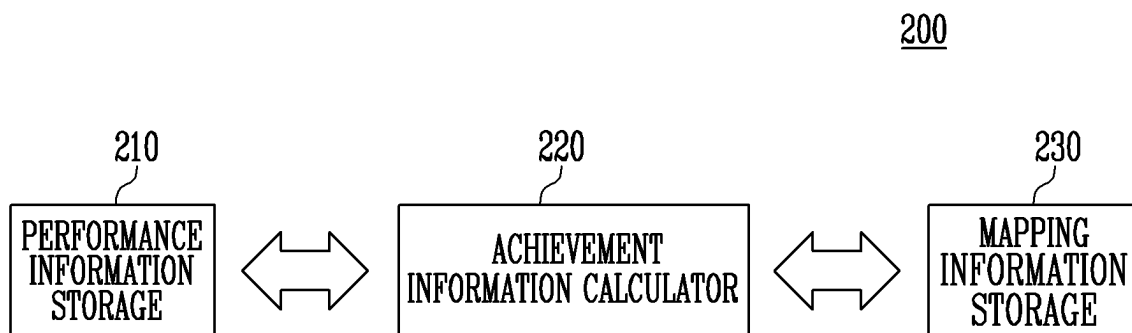 200
210
220
230
PERFORMANCE
INFORMATION
STORAGE
ACHIEVEMENT
INFORMATION CALCULATOR
MAPPING
INFORMATION
STORAGE